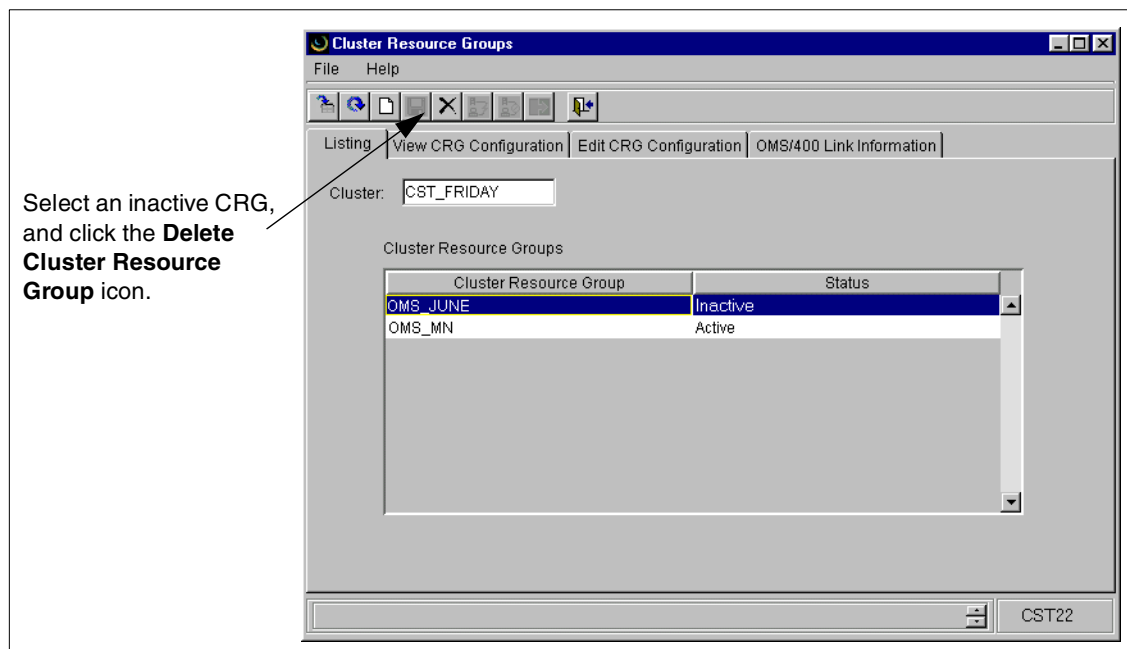 Cluster Resource Groups
File Help
Listing View CRG Configuration Edit CRG Configuration OMS/400 Link Information
Cluster: CST_FRIDAY
Select an inactive CRG,
and click the Delete
Cluster Resource
Group icon.
Cluster Resource Groups
Cluster Resource Group Status
OMS_JUNE Inactive
OMS_MN Active
CST22